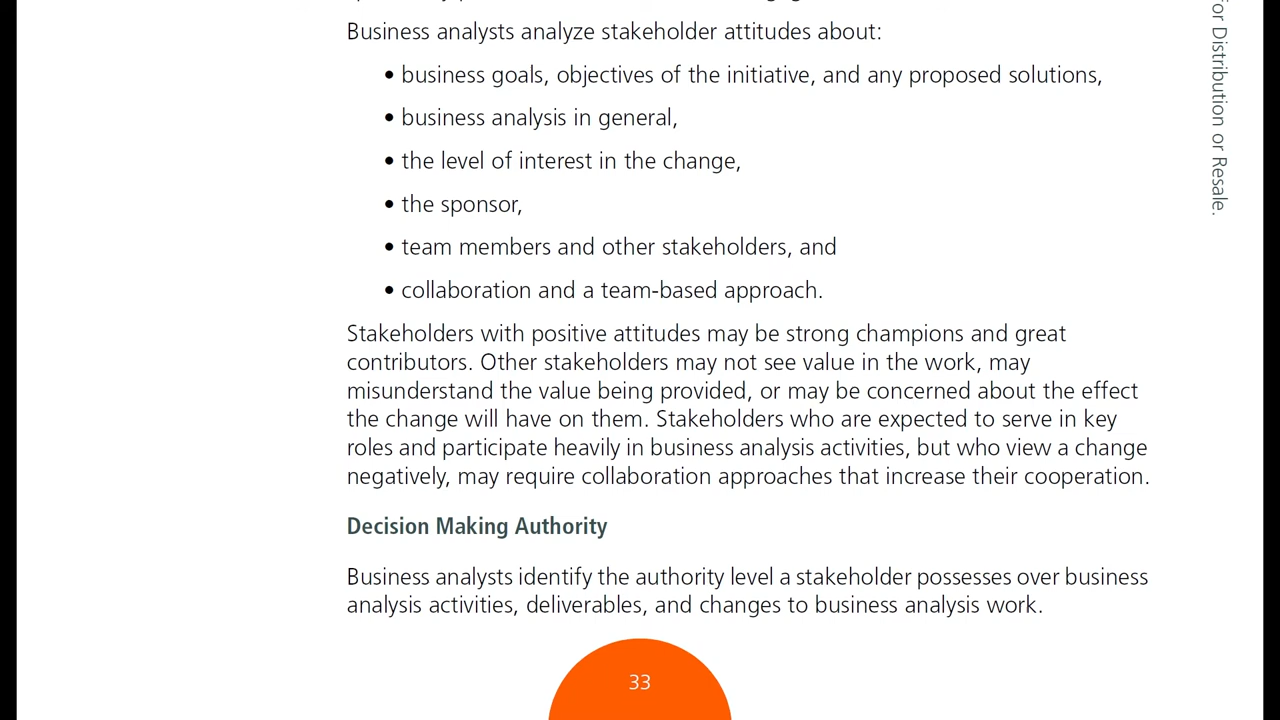 Business analysts analyze stakeholder attitudes about:
• business goals, objectives of the initiative, and any proposed solutions,
• business analysis in general,
• the level of interest in the change,
• the sponsor,
• team members and other stakeholders, and
• collaboration and a team-based approach.
Stakeholders with positive attitudes may be strong champions and great
contributors. Other stakeholders may not see value in the work, may
misunderstand the value being provided, or may be concerned about the effect
the change will have on them. Stakeholders who are expected to serve in key
roles and participate heavily in business analysis activities, but who view a change
negatively, may require collaboration approaches that increase their cooperation.
Decision Making Authority
Business analysts identify the authority level a stakeholder possesses over business
analysis activities, deliverables, and changes to business analysis work.
33
For Distribution or Resale.